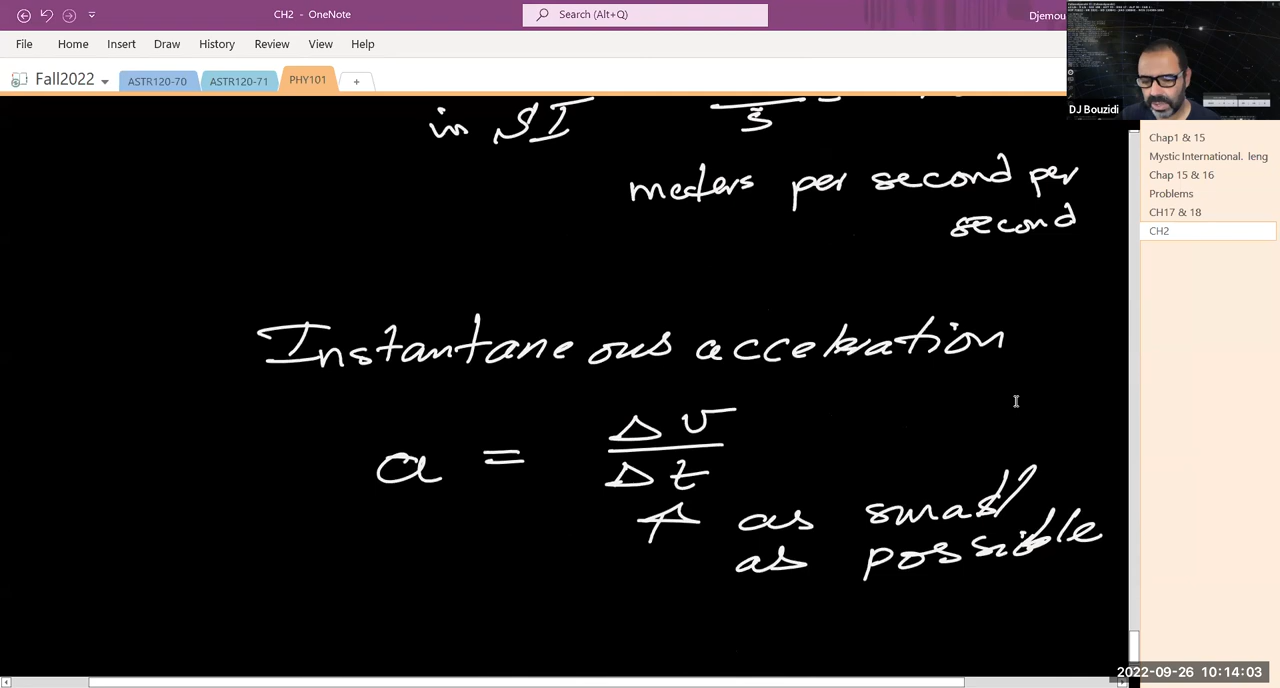 CH2 - OneNote
Search (Alt+Q)
Djemou
File Home Insert Draw History Review View Help
Fall2022
ASTR120-70
ASTR120-71
PHY101
+
DJ Bouzidi
Chap1 & 15
Mystic International. leng
Chap 15 & 16
Problems
CH17 & 18
CH2
in SI
s
meters per second per
second
Instantaneous acceleration
a = Δv
Δt
↑ as small
as possible
2022-09-26 10:14:03